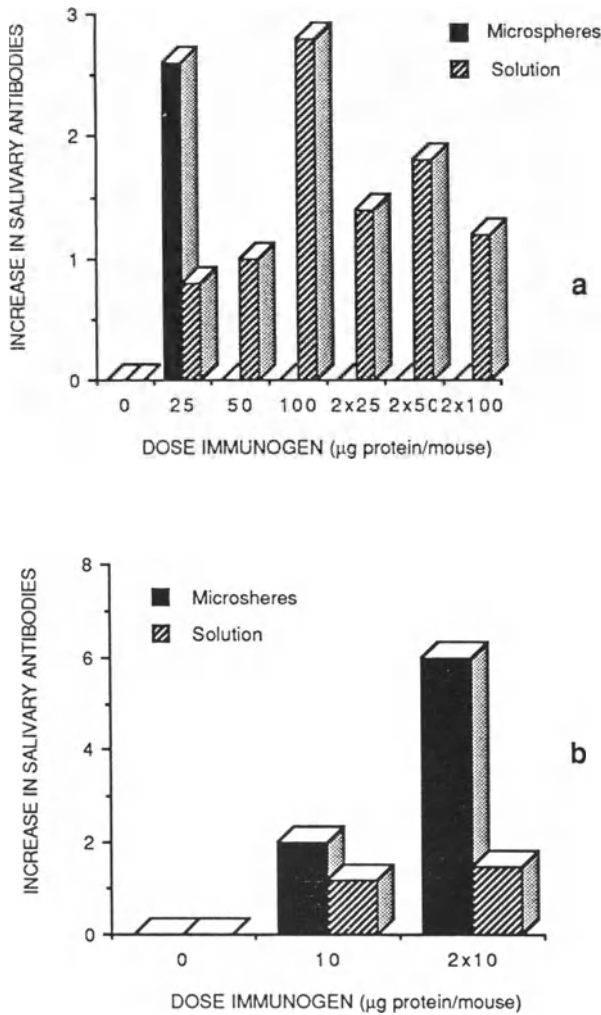 INCREASE IN SALIVARY ANTIBODIES
3
2
1
0
Microspheres
Solution
a
0 25 50 100 2x25 2x50 2x100
DOSE IMMUNOGEN (µg protein/mouse)
INCREASE IN SALIVARY ANTIBODIES
8
6
4
2
0
Microsheres
Solution
b
0 10 2x10
DOSE IMMUNOGEN (µg protein/mouse)